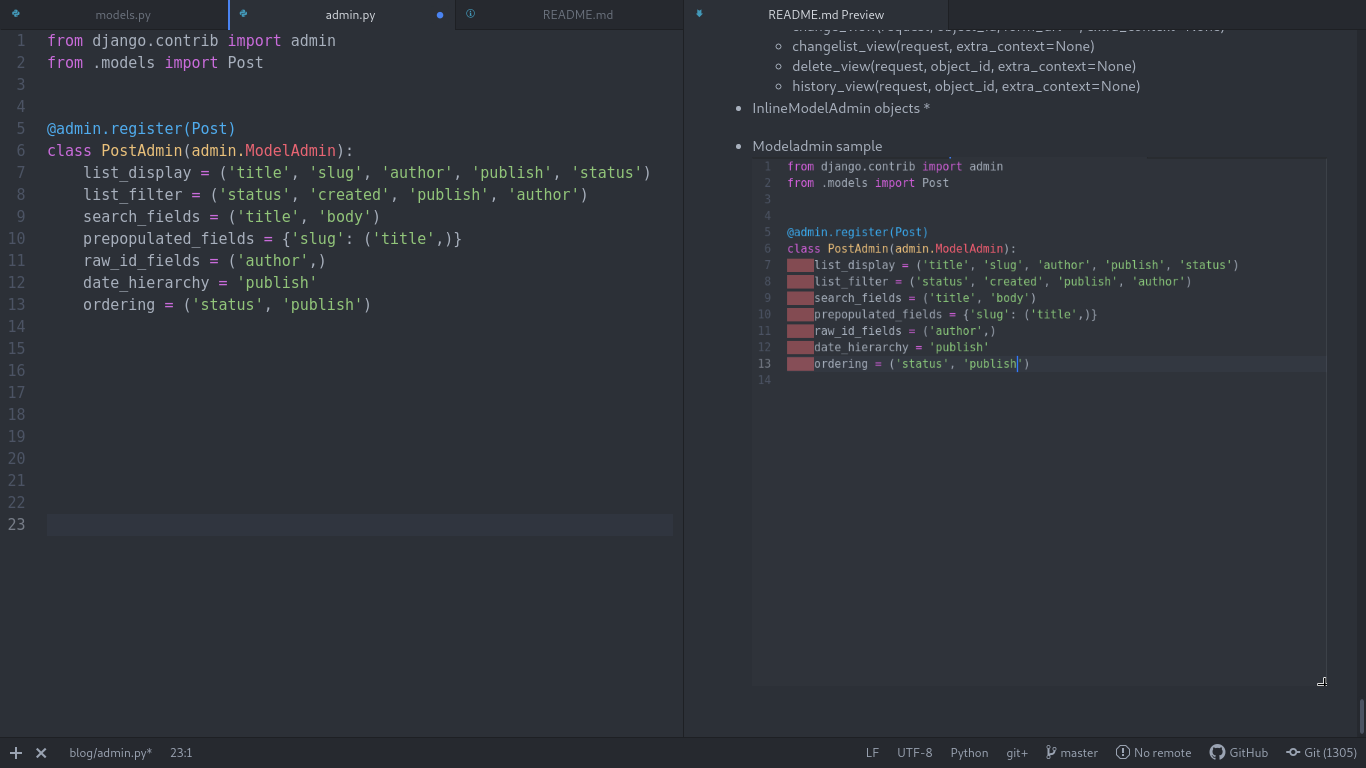 models.py
admin.py
README.md
README.md Preview
1 from django.contrib import admin
2 from .models import Post
3
4
5 @admin.register(Post)
6 class PostAdmin(admin.ModelAdmin):
7 list_display = ('title', 'slug', 'author', 'publish', 'status')
8 list_filter = ('status', 'created', 'publish', 'author')
9 search_fields = ('title', 'body')
10 prepopulated_fields = {'slug': ('title',)}
11 raw_id_fields = ('author',)
12 date_hierarchy = 'publish'
13 ordering = ('status', 'publish')
14
15
16
17
18
19
20
21
22
23
changelist_view(request, extra_context=None)
delete_view(request, object_id, extra_context=None)
history_view(request, object_id, extra_context=None)
InlineModelAdmin objects *
Modeladmin sample
1 from django.contrib import admin
2 from .models import Post
3
4
5 @admin.register(Post)
6 class PostAdmin(admin.ModelAdmin):
7 list_display = ('title', 'slug', 'author', 'publish', 'status')
8 list_filter = ('status', 'created', 'publish', 'author')
9 search_fields = ('title', 'body')
10 prepopulated_fields = {'slug': ('title',)}
11 raw_id_fields = ('author',)
12 date_hierarchy = 'publish'
13 ordering = ('status', 'publish')
14
blog/admin.py* 23:1 LF UTF-8 Python git+ master No remote GitHub Git (1305)